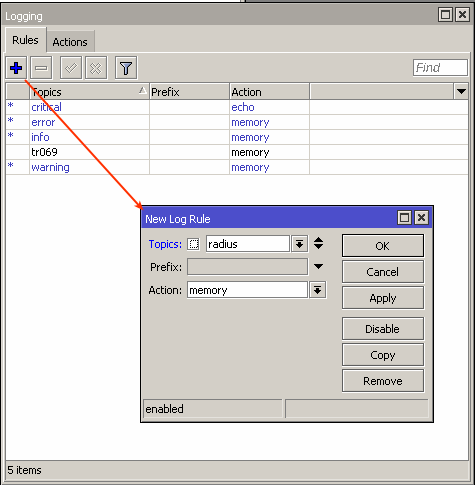 Logging
Rules Actions
Find
Topics Prefix Action
* critical echo
* error memory
* info memory
tr069 memory
* warning memory
New Log Rule
Topics: radius
OK
Prefix:
Cancel
Action: memory
Apply
Disable
Copy
Remove
enabled
5 items